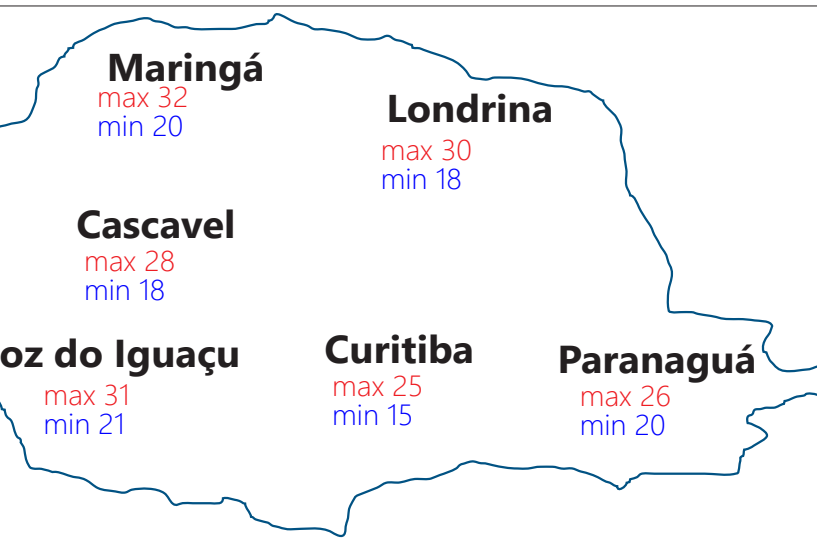 Maringá
max 32
min 20
Londrina
max 30
min 18
Cascavel
max 28
min 18
oz do Iguaçu
max 31
min 21
Curitiba
max 25
min 15
Paranaguá
max 26
min 20